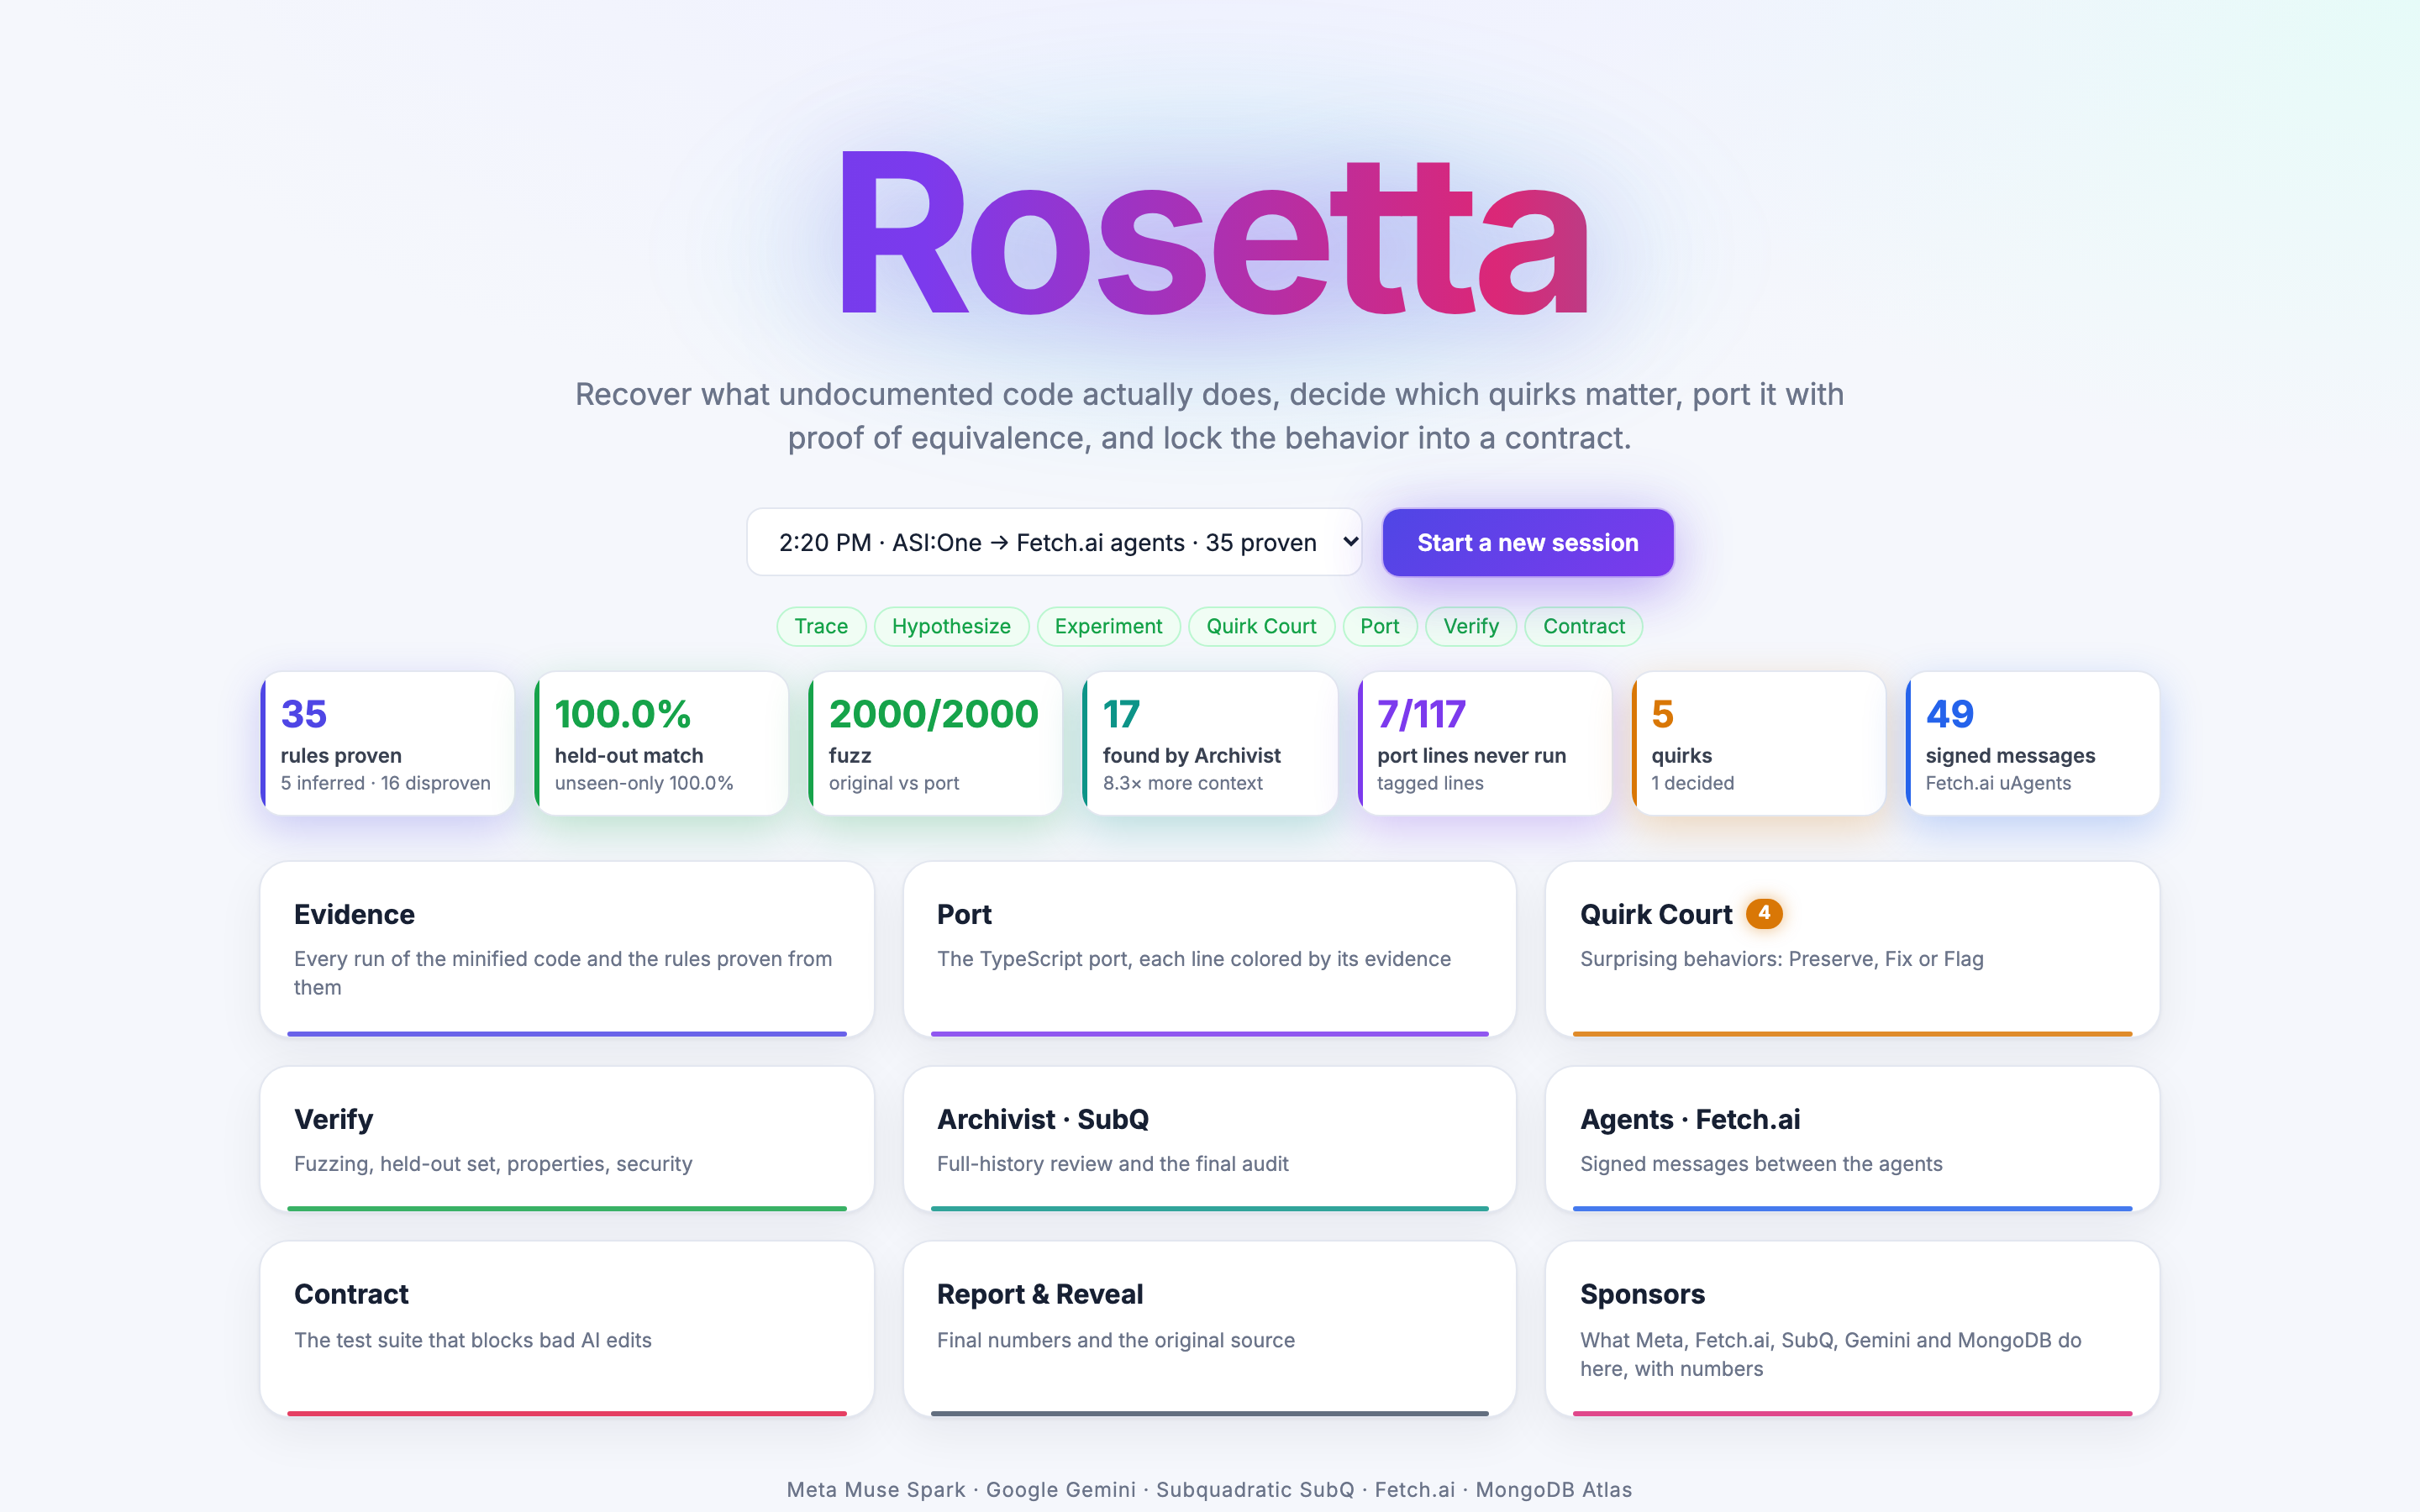 Rosetta
Recover what undocumented code actually does, decide which quirks matter, port it with
proof of equivalence, and lock the behavior into a contract.
2:20 PM · ASI:One → Fetch.ai agents · 35 proven
Start a new session
Trace
Hypothesize
Experiment
Quirk Court
Port
Verify
Contract
35
rules proven
5 inferred · 16 disproven
100.0%
held-out match
unseen-only 100.0%
2000/2000
fuzz
original vs port
17
found by Archivist
8.3× more context
7/117
port lines never run
tagged lines
5
quirks
1 decided
49
signed messages
Fetch.ai uAgents
Evidence
Every run of the minified code and the rules proven from
them
Port
The TypeScript port, each line colored by its evidence
Quirk Court 4
Surprising behaviors: Preserve, Fix or Flag
Verify
Fuzzing, held-out set, properties, security
Archivist · SubQ
Full-history review and the final audit
Agents · Fetch.ai
Signed messages between the agents
Contract
The test suite that blocks bad AI edits
Report & Reveal
Final numbers and the original source
Sponsors
What Meta, Fetch.ai, SubQ, Gemini and MongoDB do
here, with numbers
Meta Muse Spark · Google Gemini · Subquadratic SubQ · Fetch.ai · MongoDB Atlas